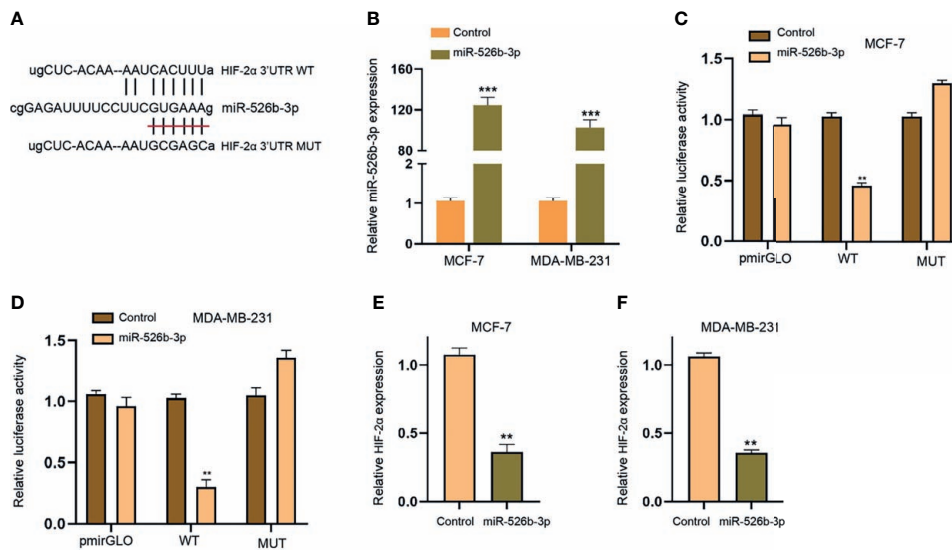 A
ugCUC-ACAA--AAUCACUUUa HIF-2α 3'UTR WT
cgGAGAUUUUCCUUCGUGAAAg miR-526b-3p
ugCUC-ACAA--AAUGCGAGCa HIF-2α 3'UTR MUT
B
Control
miR-526b-3p
Relative miR-526b-3p expression
160
120
80
2
1
0
***
***
MCF-7 MDA-MB-231
C
Control
miR-526b-3p
MCF-7
Relative luciferase activity
1.5
1.0
0.5
0.0
**
pmirGLO WT MUT
D
Control
miR-526b-3p
MDA-MB-231
Relative luciferase activity
1.5
1.0
0.5
0.0
**
pmirGLO WT MUT
E
MCF-7
Relative HIF-2α expression
1.0
0.5
0.0
**
Control miR-526b-3p
F
MDA-MB-231
Relative HIF-2α expression
1.0
0.5
0.0
**
Control miR-526b-3p